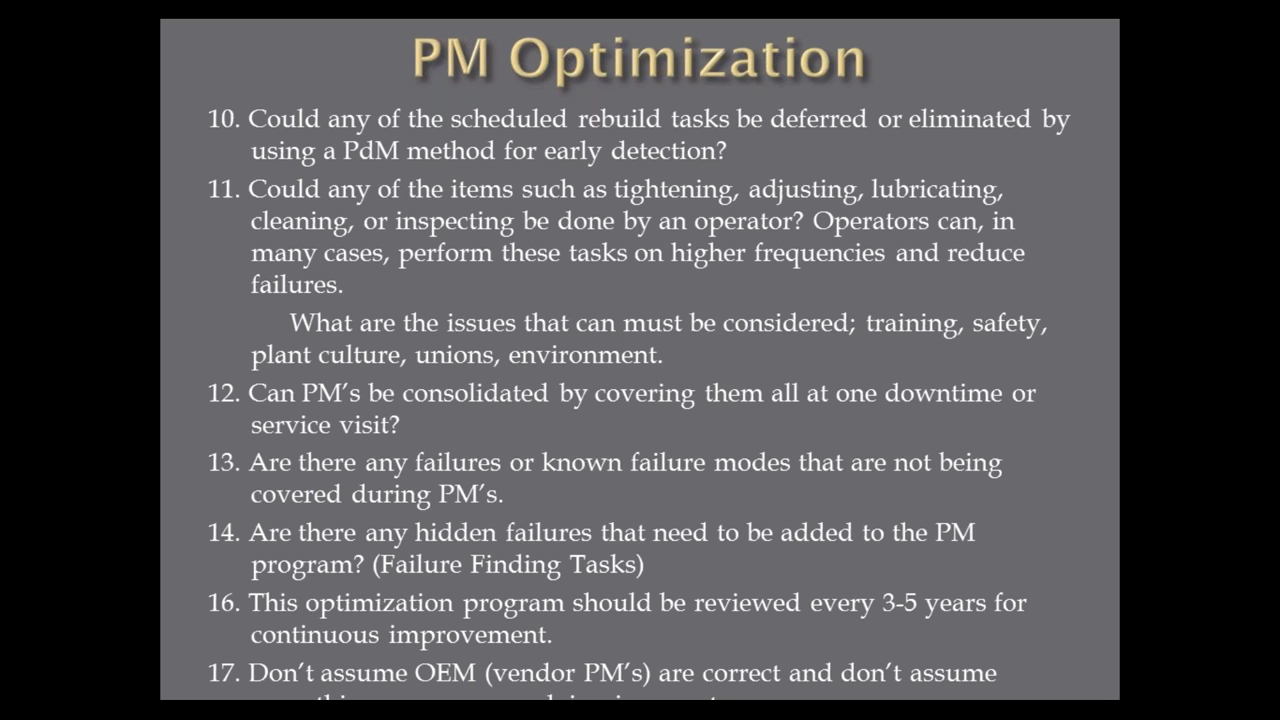 PM Optimization
10. Could any of the scheduled rebuild tasks be deferred or eliminated by
using a PdM method for early detection?
11. Could any of the items such as tightening, adjusting, lubricating,
cleaning, or inspecting be done by an operator? Operators can, in
many cases, perform these tasks on higher frequencies and reduce
failures.
What are the issues that can must be considered; training, safety,
plant culture, unions, environment.
12. Can PM's be consolidated by covering them all at one downtime or
service visit?
13. Are there any failures or known failure modes that are not being
covered during PM's.
14. Are there any hidden failures that need to be added to the PM
program? (Failure Finding Tasks)
16. This optimization program should be reviewed every 3-5 years for
continuous improvement.
17. Don't assume OEM (vendor PM's) are correct and don't assume